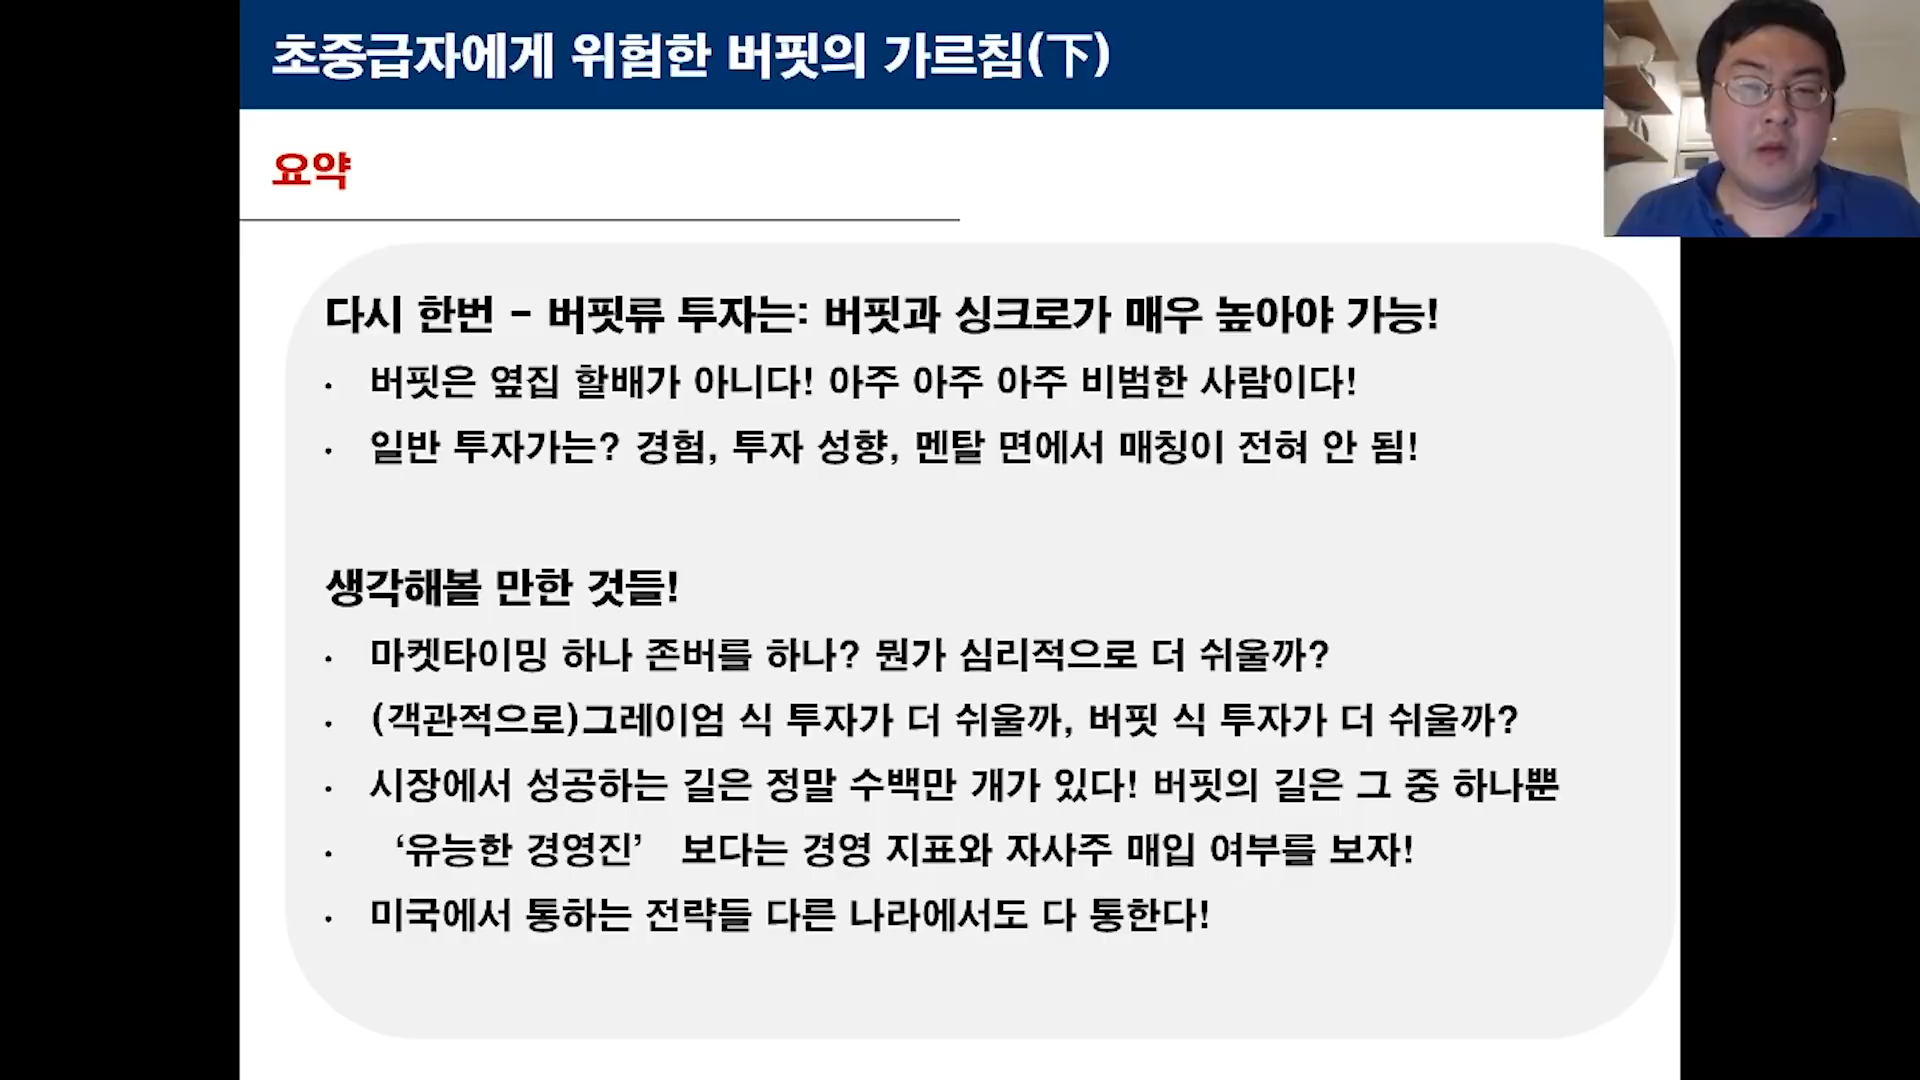 초중급자에게 위험한 버핏의 가르침(下)
요약
다시 한번 - 버핏류 투자는: 버핏과 싱크로가 매우 높아야 가능!
• 버핏은 옆집 할배가 아니다! 아주 아주 아주 비범한 사람이다!
• 일반 투자가는? 경험, 투자 성향, 멘탈 면에서 매칭이 전혀 안 됨!
생각해볼 만한 것들!
• 마켓타이밍 하나 존버를 하나? 뭔가 심리적으로 더 쉬울까?
• (객관적으로)그레이엄 식 투자가 더 쉬울까, 버핏 식 투자가 더 쉬울까?
• 시장에서 성공하는 길은 정말 수백만 개가 있다! 버핏의 길은 그 중 하나뿐
• ‘유능한 경영진’ 보다는 경영 지표와 자사주 매입 여부를 보자!
• 미국에서 통하는 전략들 다른 나라에서도 다 통한다!